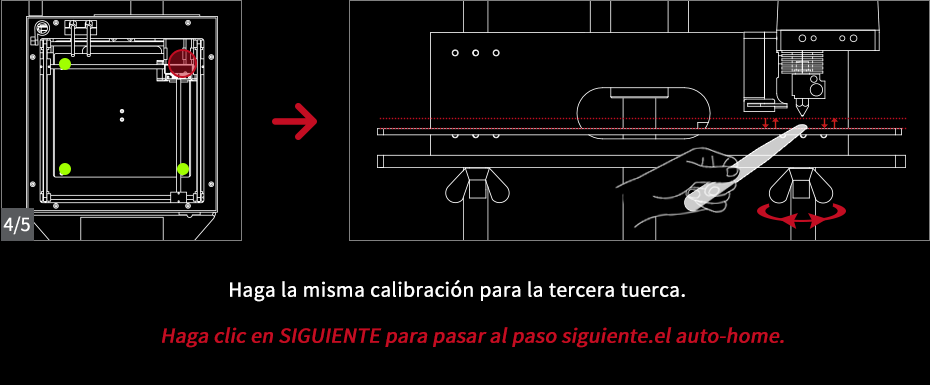 4/5
Haga la misma calibración para la tercera tuerca.
Haga clic en SIGUIENTE para pasar al paso siguiente.el auto-home.